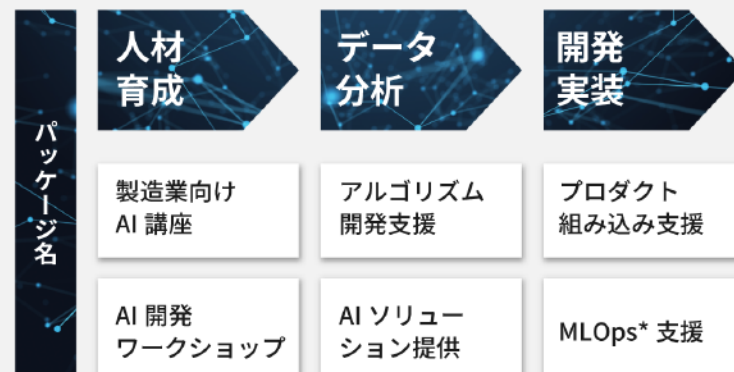 パッケージ名
人材
育成
データ
分析
開発
実装
製造業向け
AI 講座
アルゴリズム
開発支援
プロダクト
組み込み支援
AI 開発
ワークショップ
AI ソリュー
ション提供
MLOps* 支援